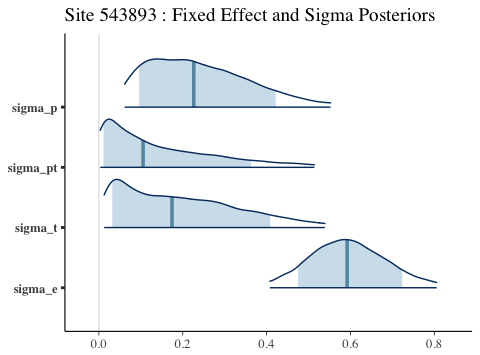 Site 543893 : Fixed Effect and Sigma Posteriors
sigma_p
sigma_pt
sigma_t
sigma_e
0.0 0.2 0.4 0.6 0.8